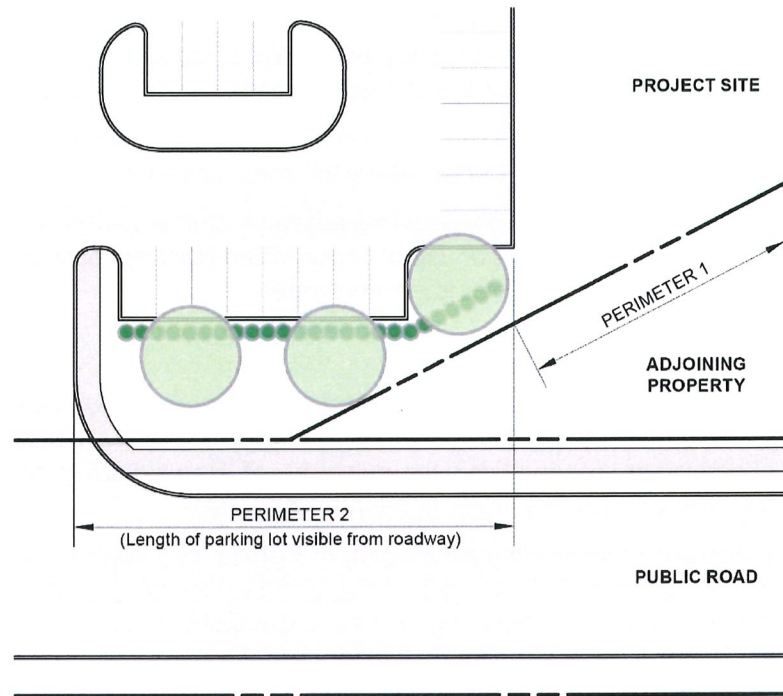 PROJECT SITE
PERIMETER 1
ADJOINING
PROPERTY
PERIMETER 2
(Length of parking lot visible from roadway)
PUBLIC ROAD